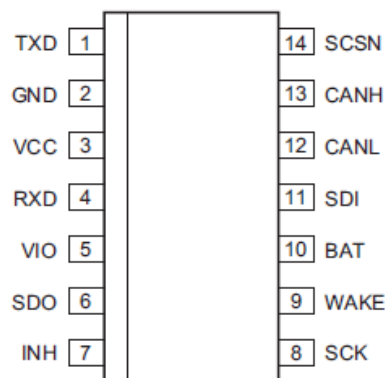 TXD 1 14 SCSN
GND 2 13 CANH
VCC 3 12 CANL
RXD 4 11 SDI
VIO 5 10 BAT
SDO 6 9 WAKE
INH 7 8 SCK